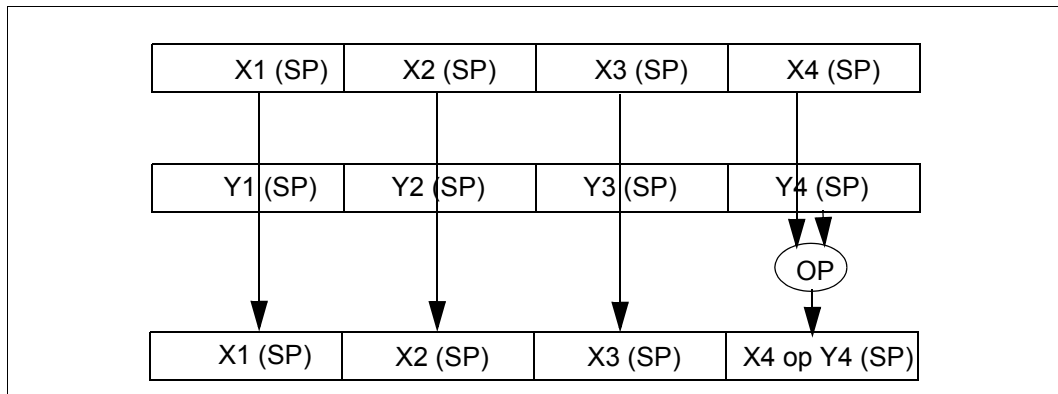 X1 (SP) X2 (SP) X3 (SP) X4 (SP)
Y1 (SP) Y2 (SP) Y3 (SP) Y4 (SP)
OP
X1 (SP) X2 (SP) X3 (SP) X4 op Y4 (SP)